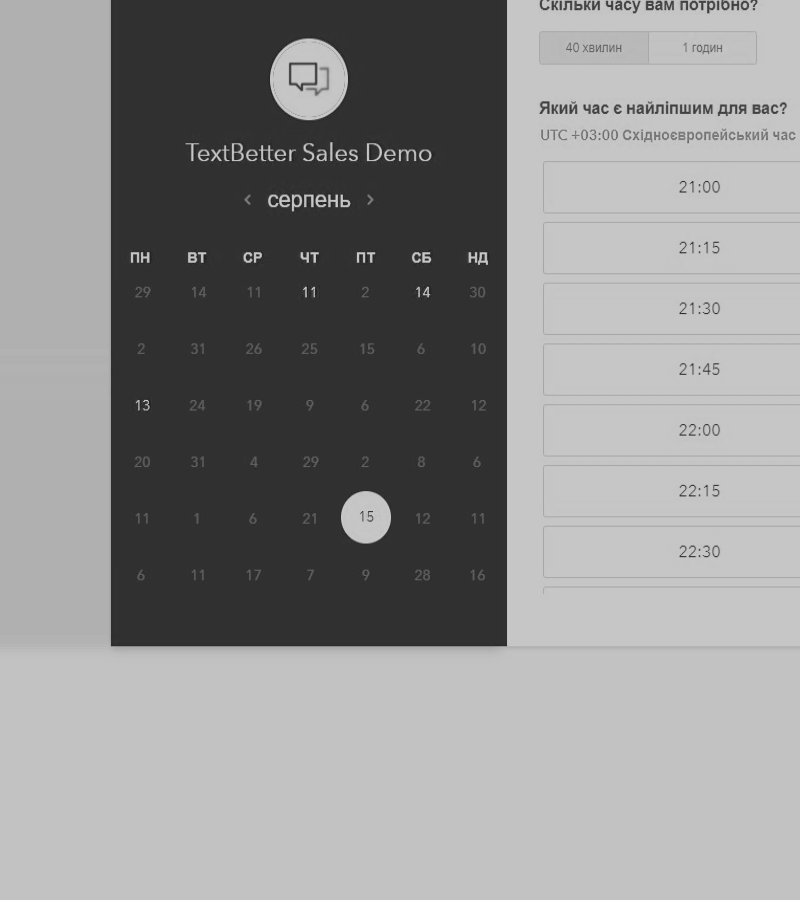 TextBetter Sales Demo
серпень
ПН ВТ СР ЧТ ПТ СБ НД
29 14 11 11 2 14 30
2 31 26 25 15 6 10
13 24 19 9 6 22 12
20 31 4 29 2 8 6
11 1 6 21 15 12 11
6 11 17 7 9 28 16
Скільки часу вам потрібно?
40 хвилин 1 годин
Який час є найліпшим для вас?
UTC +03:00 Східноєвропейський час
21:00
21:15
21:30
21:45
22:00
22:15
22:30